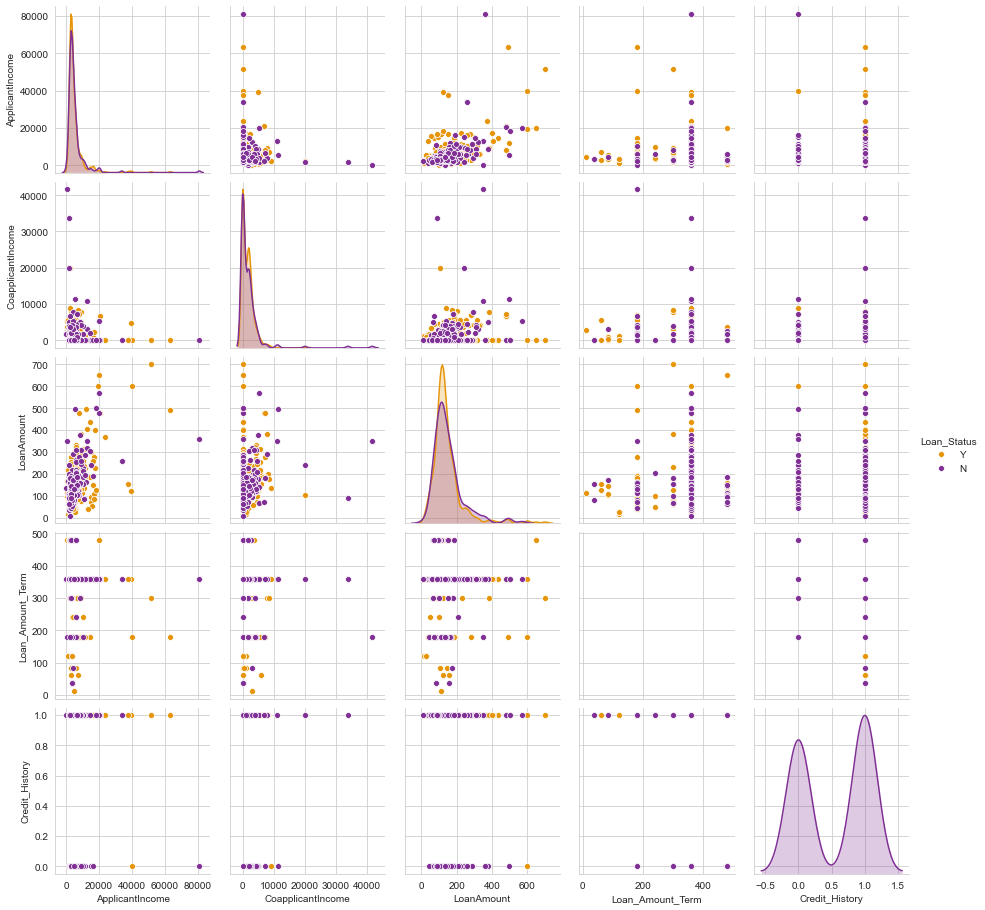 80000
60000
40000
20000
0
ApplicantIncome
40000
30000
20000
10000
0
CoapplicantIncome
700
600
500
400
300
200
100
0
LoanAmount
Loan_Status
Y
N
500
400
300
200
100
0
Loan_Amount_Term
1.0
0.8
0.6
0.4
0.2
0.0
Credit_History
0 20000 40000 60000 80000
0 10000 20000 30000 40000
0 200 400 600
0 200 400
−0.5 0.0 0.5 1.0 1.5
ApplicantIncome
CoapplicantIncome
LoanAmount
Loan_Amount_Term
Credit_History